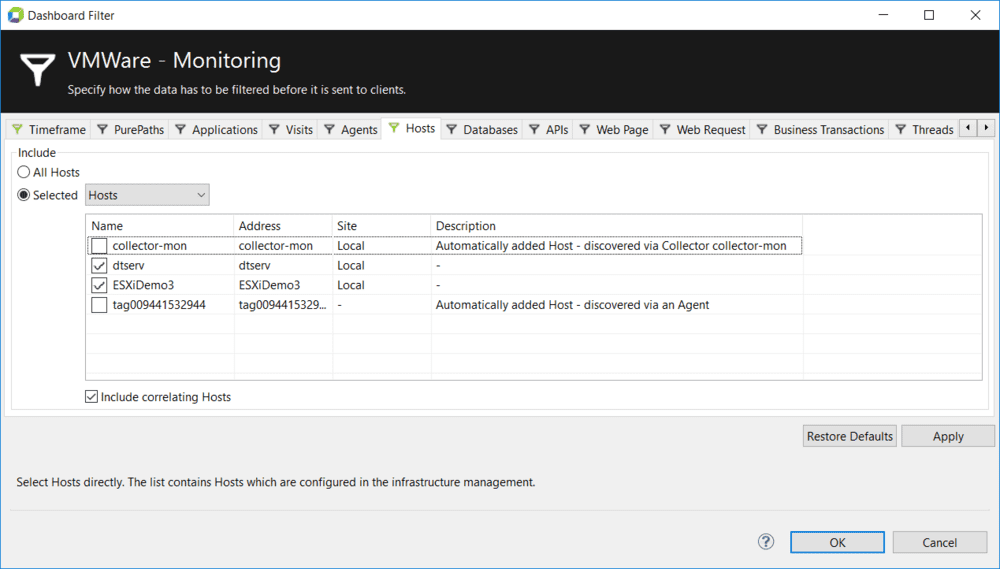 Dashboard Filter
VMWare - Monitoring
Specify how the data has to be filtered before it is sent to clients.
Timeframe PurePaths Applications Visits Agents Hosts Databases APIs Web Page Web Request Business Transactions Threads
Include
All Hosts
Selected Hosts
Name Address Site Description
collector-mon collector-mon Local Automatically added Host - discovered via Collector collector-mon
dtserv dtserv Local -
ESXiDemo3 ESXiDemo3 Local -
tag009441532944 tag0094415329... - Automatically added Host - discovered via an Agent
Include correlating Hosts
Restore Defaults Apply
Select Hosts directly. The list contains Hosts which are configured in the infrastructure management.
? OK Cancel